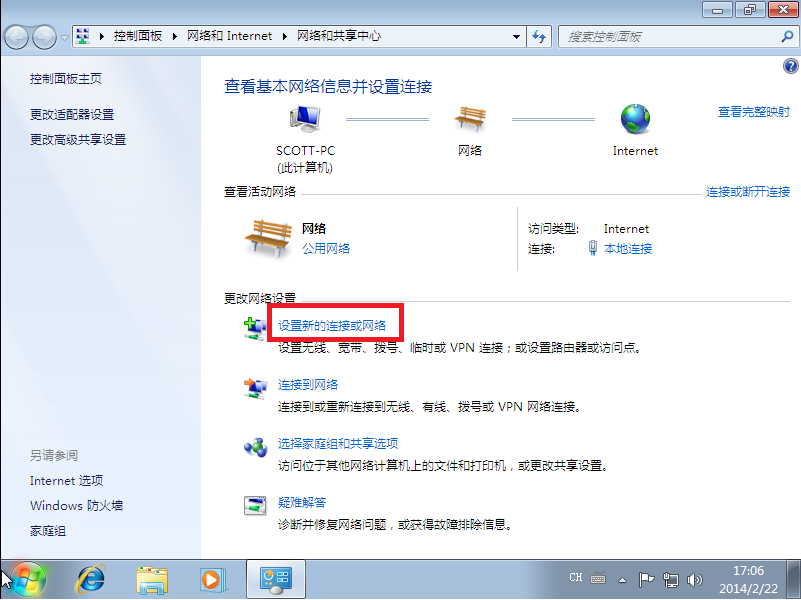 控制面板 网络和 Internet 网络和共享中心
搜索控制面板
控制面板主页
更改适配器设置
更改高级共享设置
查看基本网络信息并设置连接
查看完整映射
SCOTT-PC
(此计算机)
网络
Internet
查看活动网络
连接或断开连接
网络
公用网络
访问类型: Internet
连接: 本地连接
更改网络设置
设置新的连接或网络
设置无线、宽带、拨号、临时或 VPN 连接；或设置路由器或访问点。
连接到网络
连接到或重新连接到无线、有线、拨号或 VPN 网络连接。
选择家庭组和共享选项
访问位于其他网络计算机上的文件和打印机，或更改共享设置。
疑难解答
诊断并修复网络问题，或获得故障排除信息。
另请参阅
Internet 选项
Windows 防火墙
家庭组
CH
17:06
2014/2/22